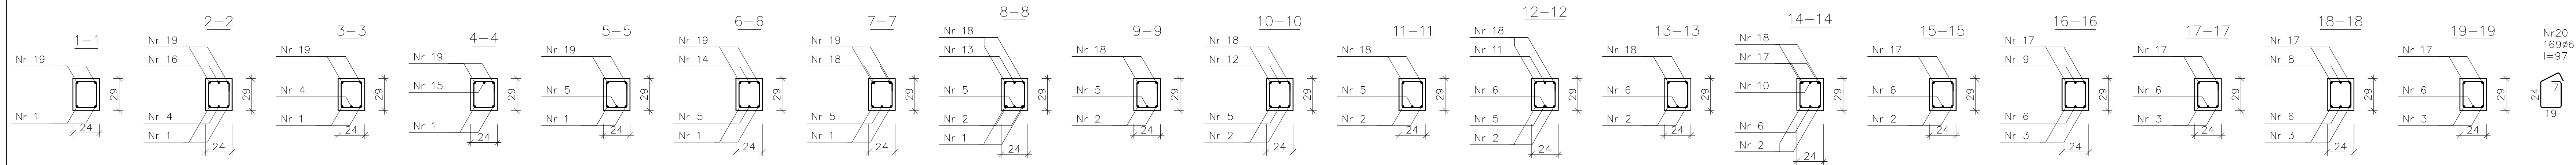 1-1
Nr 19
Nr 1
29
24
2-2
Nr 19
Nr 16
Nr 4
Nr 1
29
24
3-3
Nr 19
Nr 4
Nr 1
29
24
4-4
Nr 19
Nr 15
Nr 1
29
24
5-5
Nr 19
Nr 5
Nr 1
29
24
6-6
Nr 19
Nr 14
Nr 5
Nr 1
29
24
7-7
Nr 19
Nr 18
Nr 5
Nr 1
29
24
8-8
Nr 18
Nr 13
Nr 5
Nr 2
Nr 1
29
24
9-9
Nr 18
Nr 5
Nr 2
29
24
10-10
Nr 18
Nr 12
Nr 5
Nr 2
29
24
11-11
Nr 18
Nr 5
Nr 2
29
24
12-12
Nr 18
Nr 11
Nr 6
Nr 5
Nr 2
29
24
13-13
Nr 18
Nr 6
Nr 2
29
24
14-14
Nr 18
Nr 17
Nr 10
Nr 6
Nr 2
29
24
15-15
Nr 17
Nr 6
Nr 2
29
24
16-16
Nr 17
Nr 9
Nr 6
Nr 3
29
24
17-17
Nr 17
Nr 6
Nr 3
29
24
18-18
Nr 17
Nr 8
Nr 6
Nr 3
29
24
19-19
Nr 17
Nr 6
Nr 3
29
24
Nr20
169ø6
l=97
24
7
19